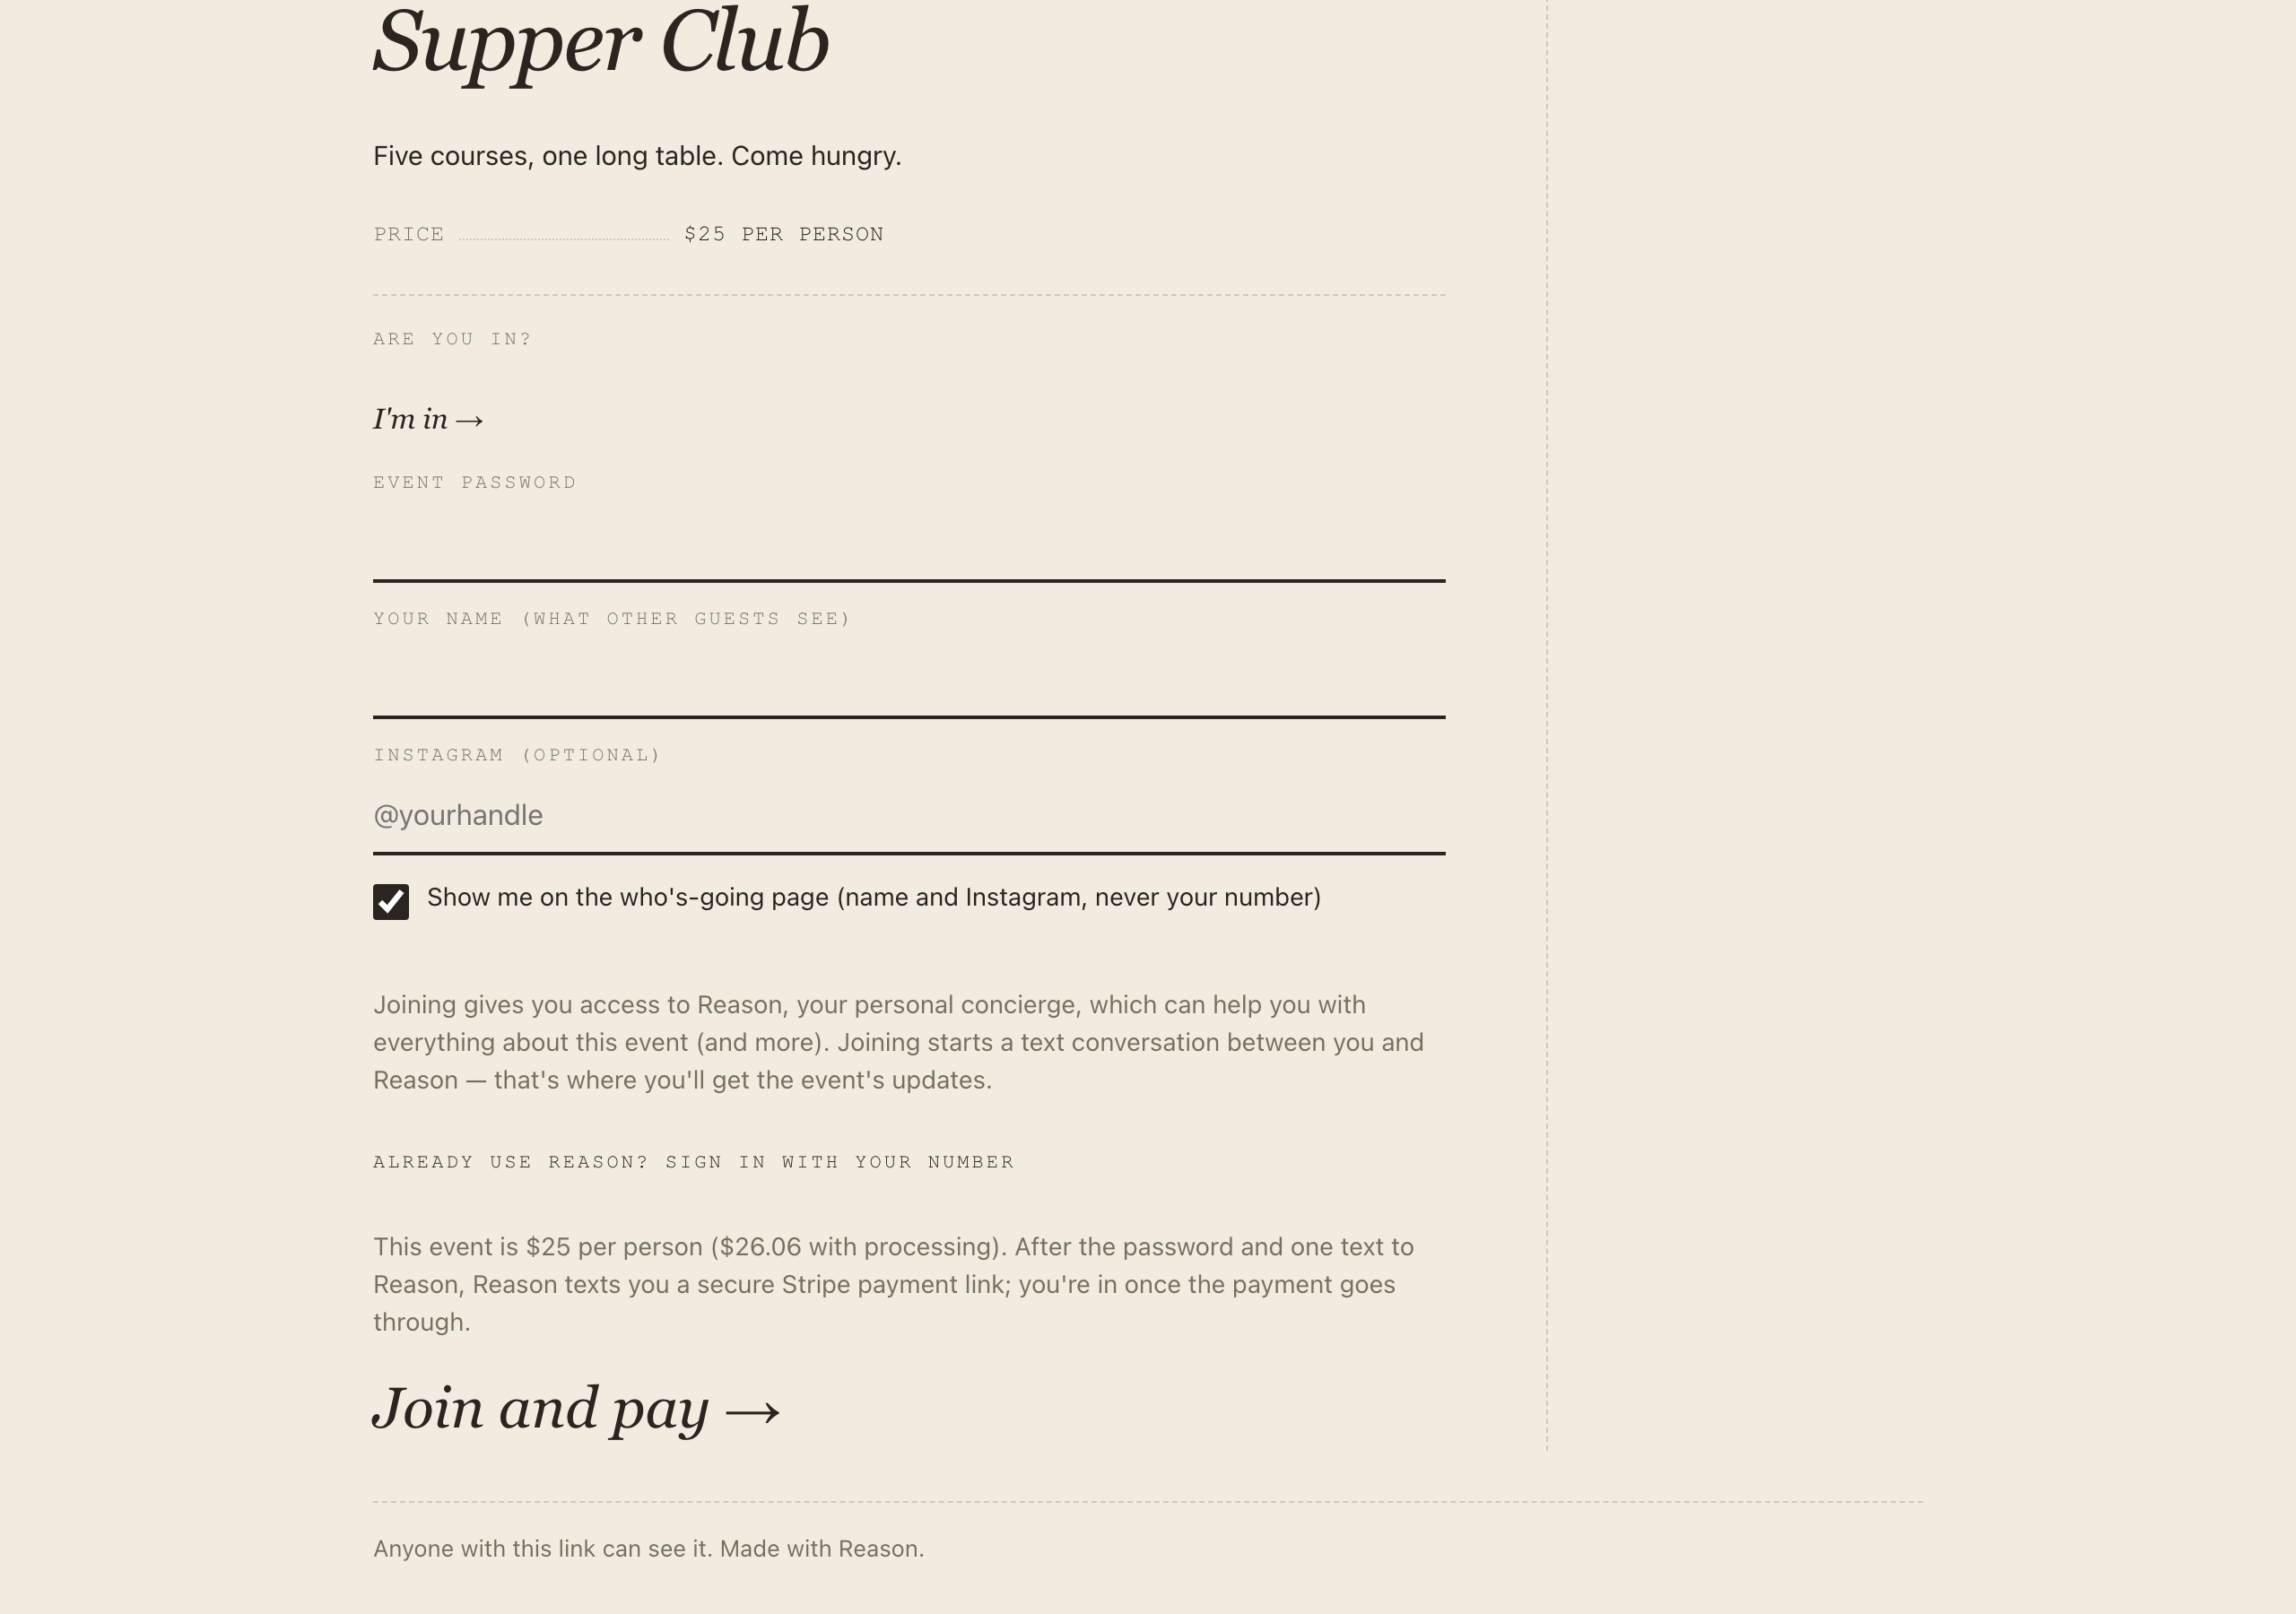 Supper Club
Five courses, one long table. Come hungry.
PRICE $25 PER PERSON
ARE YOU IN?
I'm in →
EVENT PASSWORD
YOUR NAME (WHAT OTHER GUESTS SEE)
INSTAGRAM (OPTIONAL)
@yourhandle
Show me on the who's-going page (name and Instagram, never your number)
Joining gives you access to Reason, your personal concierge, which can help you with
everything about this event (and more). Joining starts a text conversation between you and
Reason — that's where you'll get the event's updates.
ALREADY USE REASON? SIGN IN WITH YOUR NUMBER
This event is $25 per person ($26.06 with processing). After the password and one text to
Reason, Reason texts you a secure Stripe payment link; you're in once the payment goes
through.
Join and pay →
Anyone with this link can see it. Made with Reason.